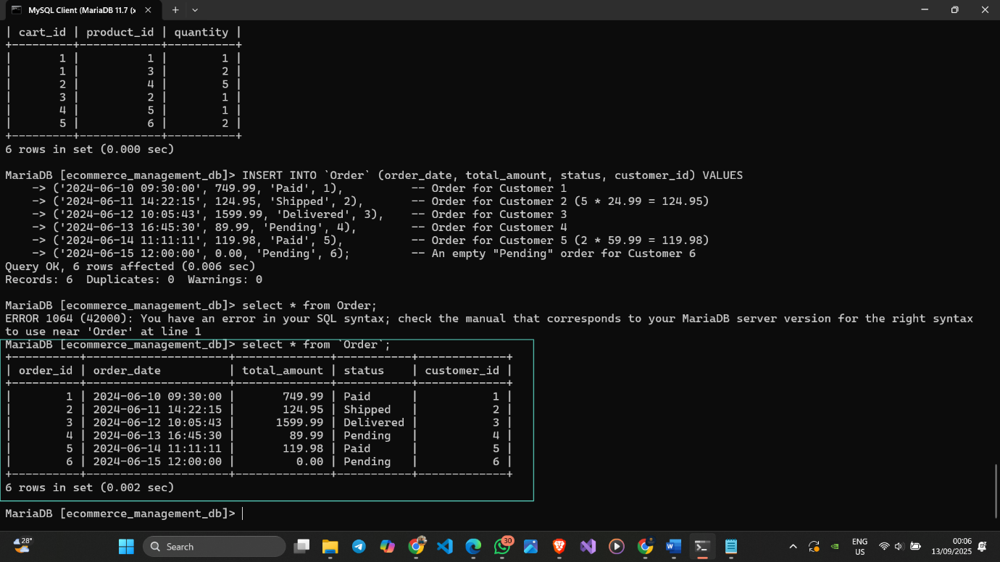 MySQL Client (MariaDB 11.7 (x
| cart_id | product_id | quantity |
+---------+------------+----------+
|       1 |          1 |        1 |
|       1 |          3 |        2 |
|       2 |          4 |        5 |
|       3 |          2 |        1 |
|       4 |          5 |        1 |
|       5 |          6 |        2 |
+---------+------------+----------+
6 rows in set (0.000 sec)
MariaDB [ecommerce_management_db]> INSERT INTO `Order` (order_date, total_amount, status, customer_id) VALUES
    -> ('2024-06-10 09:30:00', 749.99, 'Paid', 1),          -- Order for Customer 1
    -> ('2024-06-11 14:22:15', 124.95, 'Shipped', 2),       -- Order for Customer 2 (5 * 24.99 = 124.95)
    -> ('2024-06-12 10:05:43', 1599.99, 'Delivered', 3),    -- Order for Customer 3
    -> ('2024-06-13 16:45:30', 89.99, 'Pending', 4),        -- Order for Customer 4
    -> ('2024-06-14 11:11:11', 119.98, 'Paid', 5),          -- Order for Customer 5 (2 * 59.99 = 119.98)
    -> ('2024-06-15 12:00:00', 0.00, 'Pending', 6);         -- An empty "Pending" order for Customer 6
Query OK, 6 rows affected (0.006 sec)
Records: 6  Duplicates: 0  Warnings: 0
MariaDB [ecommerce_management_db]> select * from Order;
ERROR 1064 (42000): You have an error in your SQL syntax; check the manual that corresponds to your MariaDB server version for the right syntax
to use near 'Order' at line 1
MariaDB [ecommerce_management_db]> select * from `Order`;
+----------+---------------------+--------------+-----------+-------------+
| order_id | order_date          | total_amount | status    | customer_id |
+----------+---------------------+--------------+-----------+-------------+
|        1 | 2024-06-10 09:30:00 |       749.99 | Paid      |           1 |
|        2 | 2024-06-11 14:22:15 |       124.95 | Shipped   |           2 |
|        3 | 2024-06-12 10:05:43 |      1599.99 | Delivered |           3 |
|        4 | 2024-06-13 16:45:30 |        89.99 | Pending   |           4 |
|        5 | 2024-06-14 11:11:11 |       119.98 | Paid      |           5 |
|        6 | 2024-06-15 12:00:00 |         0.00 | Pending   |           6 |
+----------+---------------------+--------------+-----------+-------------+
6 rows in set (0.002 sec)
MariaDB [ecommerce_management_db]>
28°
Search
30
ENG
US
00:06
13/09/2025